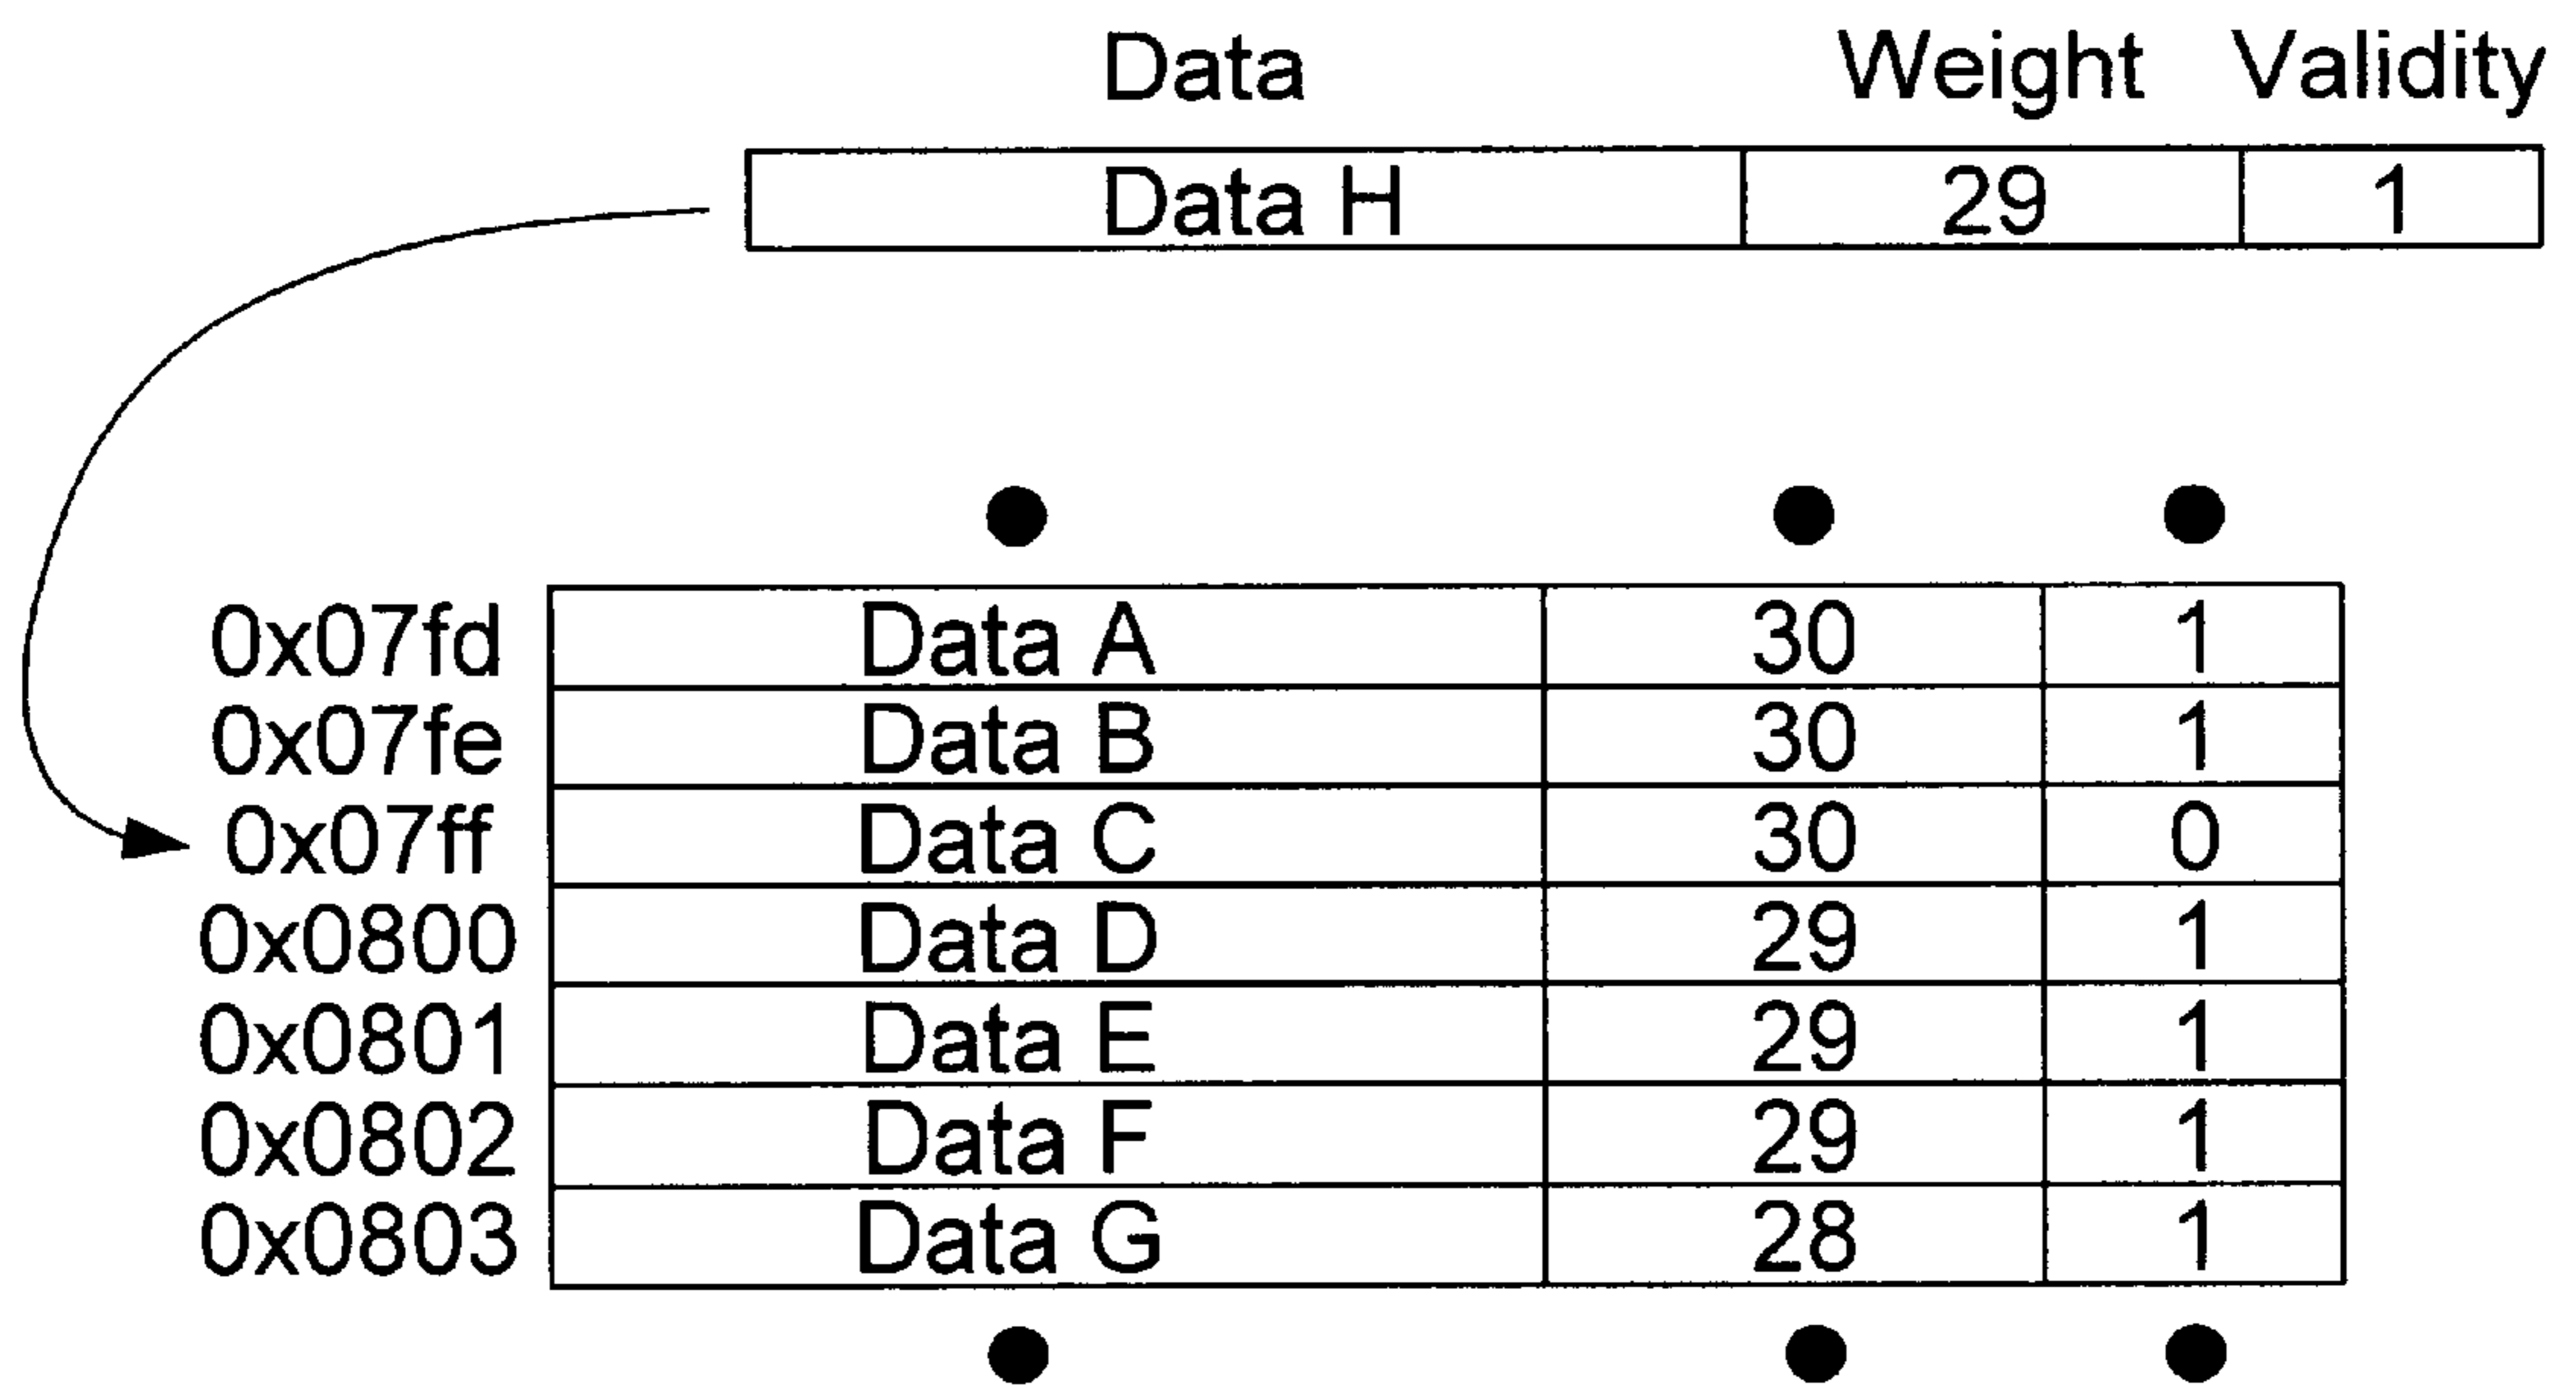 Data Weight Validity
Data H 29 1
0x07fd Data A 30 1
0x07fe Data B 30 1
0x07ff Data C 30 0
0x0800 Data D 29 1
0x0801 Data E 29 1
0x0802 Data F 29 1
0x0803 Data G 28 1